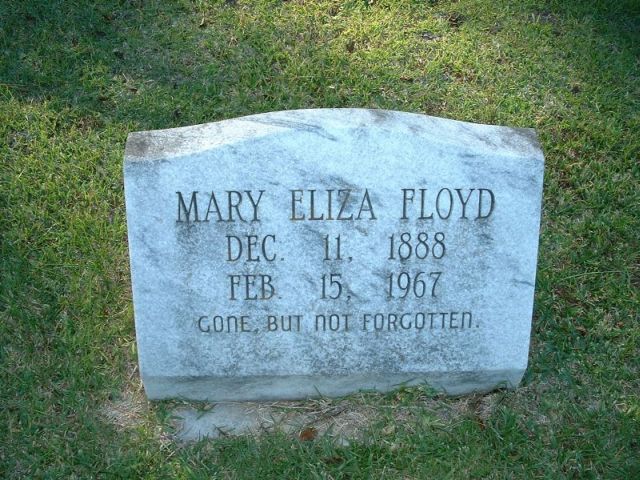 MARY ELIZA FLOYD
DEC. 11, 1888
FEB. 15, 1967
GONE, BUT NOT FORGOTTEN.